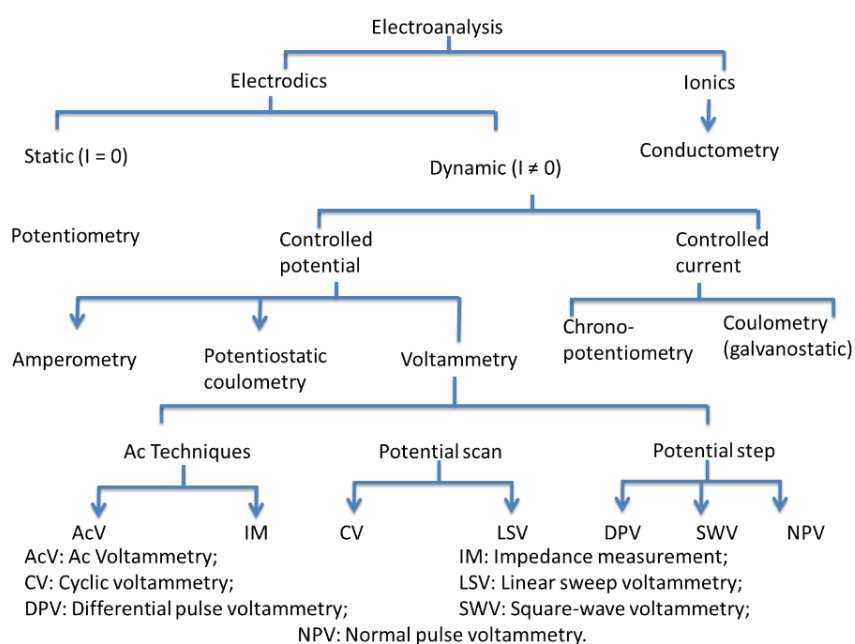 Electroanalysis
Electrodics
Ionics
Static (I = 0)
Dynamic (I ≠ 0)
Conductometry
Potentiometry
Controlled
potential
Controlled
current
Amperometry
Potentiostatic
coulometry
Voltammetry
Chrono-
potentiometry
Coulometry
(galvanostatic)
Ac Techniques
Potential scan
Potential step
AcV
IM
CV
LSV
DPV
SWV
NPV
AcV: Ac Voltammetry;
IM: Impedance measurement;
CV: Cyclic voltammetry;
LSV: Linear sweep voltammetry;
DPV: Differential pulse voltammetry;
SWV: Square-wave voltammetry;
NPV: Normal pulse voltammetry.